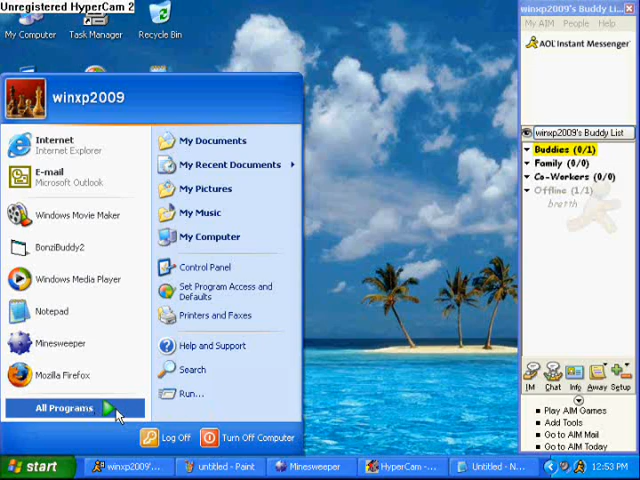 Unregistered HyperCam 2
My Computer
Task Manager
Recycle Bin
winxp2009
Internet
Internet Explorer
E-mail
Microsoft Outlook
Windows Movie Maker
BonziBuddy2
Windows Media Player
Notepad
Minesweeper
Mozilla Firefox
All Programs
My Documents
My Recent Documents
My Pictures
My Music
My Computer
Control Panel
Set Program Access and
Defaults
Printers and Faxes
Help and Support
Search
Run...
Log Off
Turn Off Computer
winxp2009's Buddy Li...
My AIM People Help
AOL Instant Messenger
winxp2009's Buddy List
Buddies (0/1)
Family (0/0)
Co-Workers (0/0)
Offline (1/1)
IM Chat Info Away Setup
Play AIM Games
Add Tools
Go to AIM Mail
Go to AIM Today
start
winxp2009'...
untitled - Paint
Minesweeper
HyperCam -...
Untitled - N...
12:53 PM